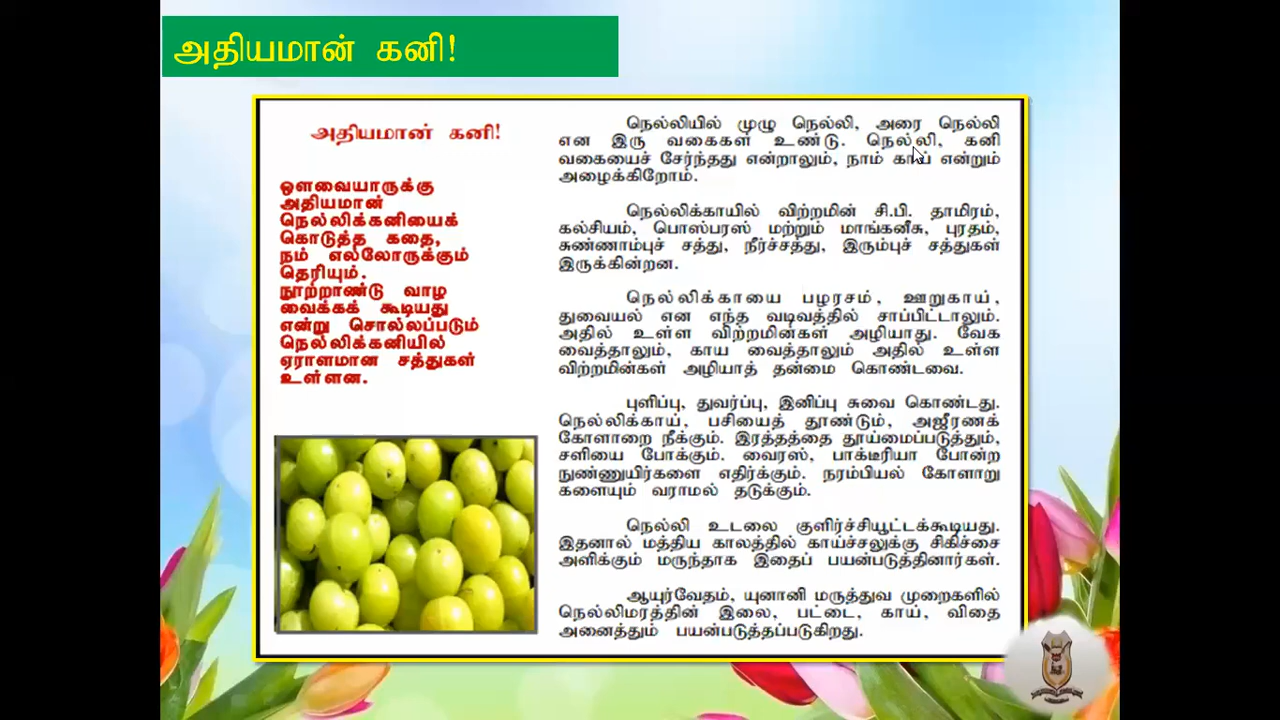 அதியமான் கனி!
அதியமான் கனி!
ஔவையாருக்கு
அதியமான்
நெல்லிக்கனியைக்
கொடுத்த கதை,
நம் எல்லோருக்கும்
தெரியும்.
நூற்றாண்டு வாழ
வைக்கக் கூடியது
என்று சொல்லப்படும்
நெல்லிக்கனியில்
ஏராளமான சத்துகள்
உள்ளன.
நெல்லியில் முழு நெல்லி, அரை நெல்லி
என இரு வகைகள் உண்டு. நெல்லி, கனி
வகையைச் சேர்ந்தது என்றாலும், நாம் காய் என்றும்
அழைக்கிறோம்.
நெல்லிக்காயில் விற்றமின் சி.பி. தாமிரம்,
கல்சியம், பொஸ்பரஸ் மற்றும் மாங்கனீசு, புரதம்,
சுண்ணாம்புச் சத்து, நீர்ச்சத்து, இரும்புச் சத்துகள்
இருக்கின்றன.
நெல்லிக்காயை பழரசம், ஊறுகாய்,
துவையல் என எந்த வடிவத்தில் சாப்பிட்டாலும்.
அதில் உள்ள விற்றமின்கள் அழியாது. வேக
வைத்தாலும், காய வைத்தாலும் அதில் உள்ள
விற்றமின்கள் அழியாத் தன்மை கொண்டவை.
புளிப்பு, துவர்ப்பு, இனிப்பு சுவை கொண்டது.
நெல்லிக்காய், பசியைத் தூண்டும், அஜீரணக்
கோளாறை நீக்கும். இரத்தத்தை தூய்மைப்படுத்தும்,
சளியை போக்கும். வைரஸ், பாக்டீரியா போன்ற
நுண்ணுயிர்களை எதிர்க்கும். நரம்பியல் கோளாறு
களையும் வராமல் தடுக்கும்.
நெல்லி உடலை குளிர்ச்சியூட்டக்கூடியது.
இதனால் மத்திய காலத்தில் காய்ச்சலுக்கு சிகிச்சை
அளிக்கும் மருந்தாக இதைப் பயன்படுத்தினார்கள்.
ஆயுர்வேதம், யுனானி மருத்துவ முறைகளில்
நெல்லிமரத்தின் இலை, பட்டை, காய், விதை
அனைத்தும் பயன்படுத்தப்படுகிறது.